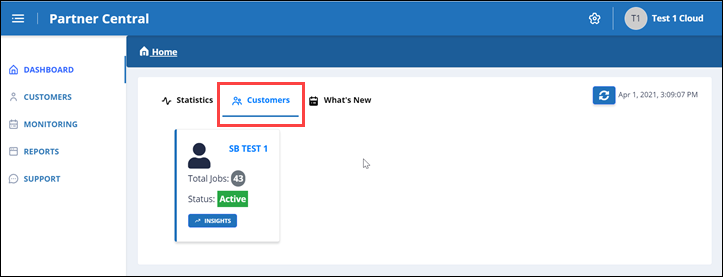 Partner Central
T1 Test 1 Cloud
Home
DASHBOARD
CUSTOMERS
MONITORING
REPORTS
SUPPORT
Statistics Customers What's New
Apr 1, 2021, 3:09:07 PM
SB TEST 1
Total Jobs: 43
Status: Active
INSIGHTS